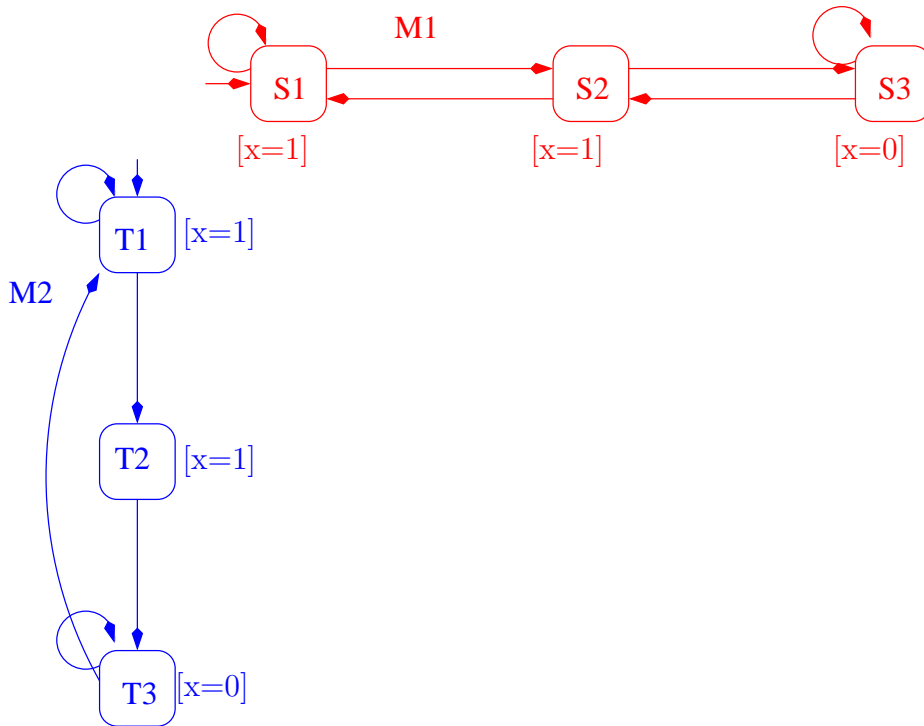 M1
S1
S2
S3
[x=1]
[x=1]
[x=0]
T1
[x=1]
M2
T2
[x=1]
T3
[x=0]